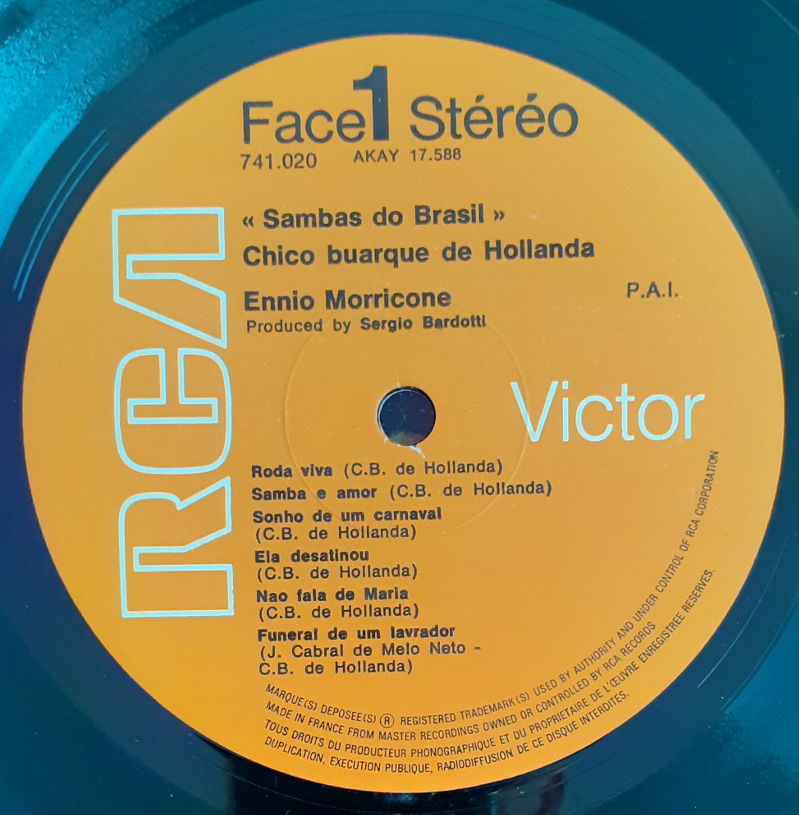 Face 1 Stéréo
741.020 AKAY 17.588
« Sambas do Brasil »
Chico buarque de Hollanda
Ennio Morricone
P.A.I.
Produced by Sergio Bardotti
RCA
Victor
Roda viva (C.B. de Hollanda)
Samba e amor (C.B. de Hollanda)
Sonho de um carnaval
(C.B. de Hollanda)
Ela desatinou
(C.B. de Hollanda)
Nao fala de Maria
(C.B. de Hollanda)
Funeral de um lavrador
(J. Cabral de Melo Neto -
C.B. de Hollanda)
MARQUE(S) DEPOSEE(S) ® REGISTERED TRADEMARK(S) USED BY AUTHORITY AND UNDER CONTROL OF RCA CORPORATION
MADE IN FRANCE FROM MASTER RECORDINGS OWNED OR CONTROLLED BY RCA RECORDS
TOUS DROITS DU PRODUCTEUR PHONOGRAPHIQUE ET DU PROPRIETAIRE DE L'ŒUVRE ENREGISTREE RESERVES.
DUPLICATION, EXECUTION PUBLIQUE, RADIODIFFUSION DE CE DISQUE INTERDITES.